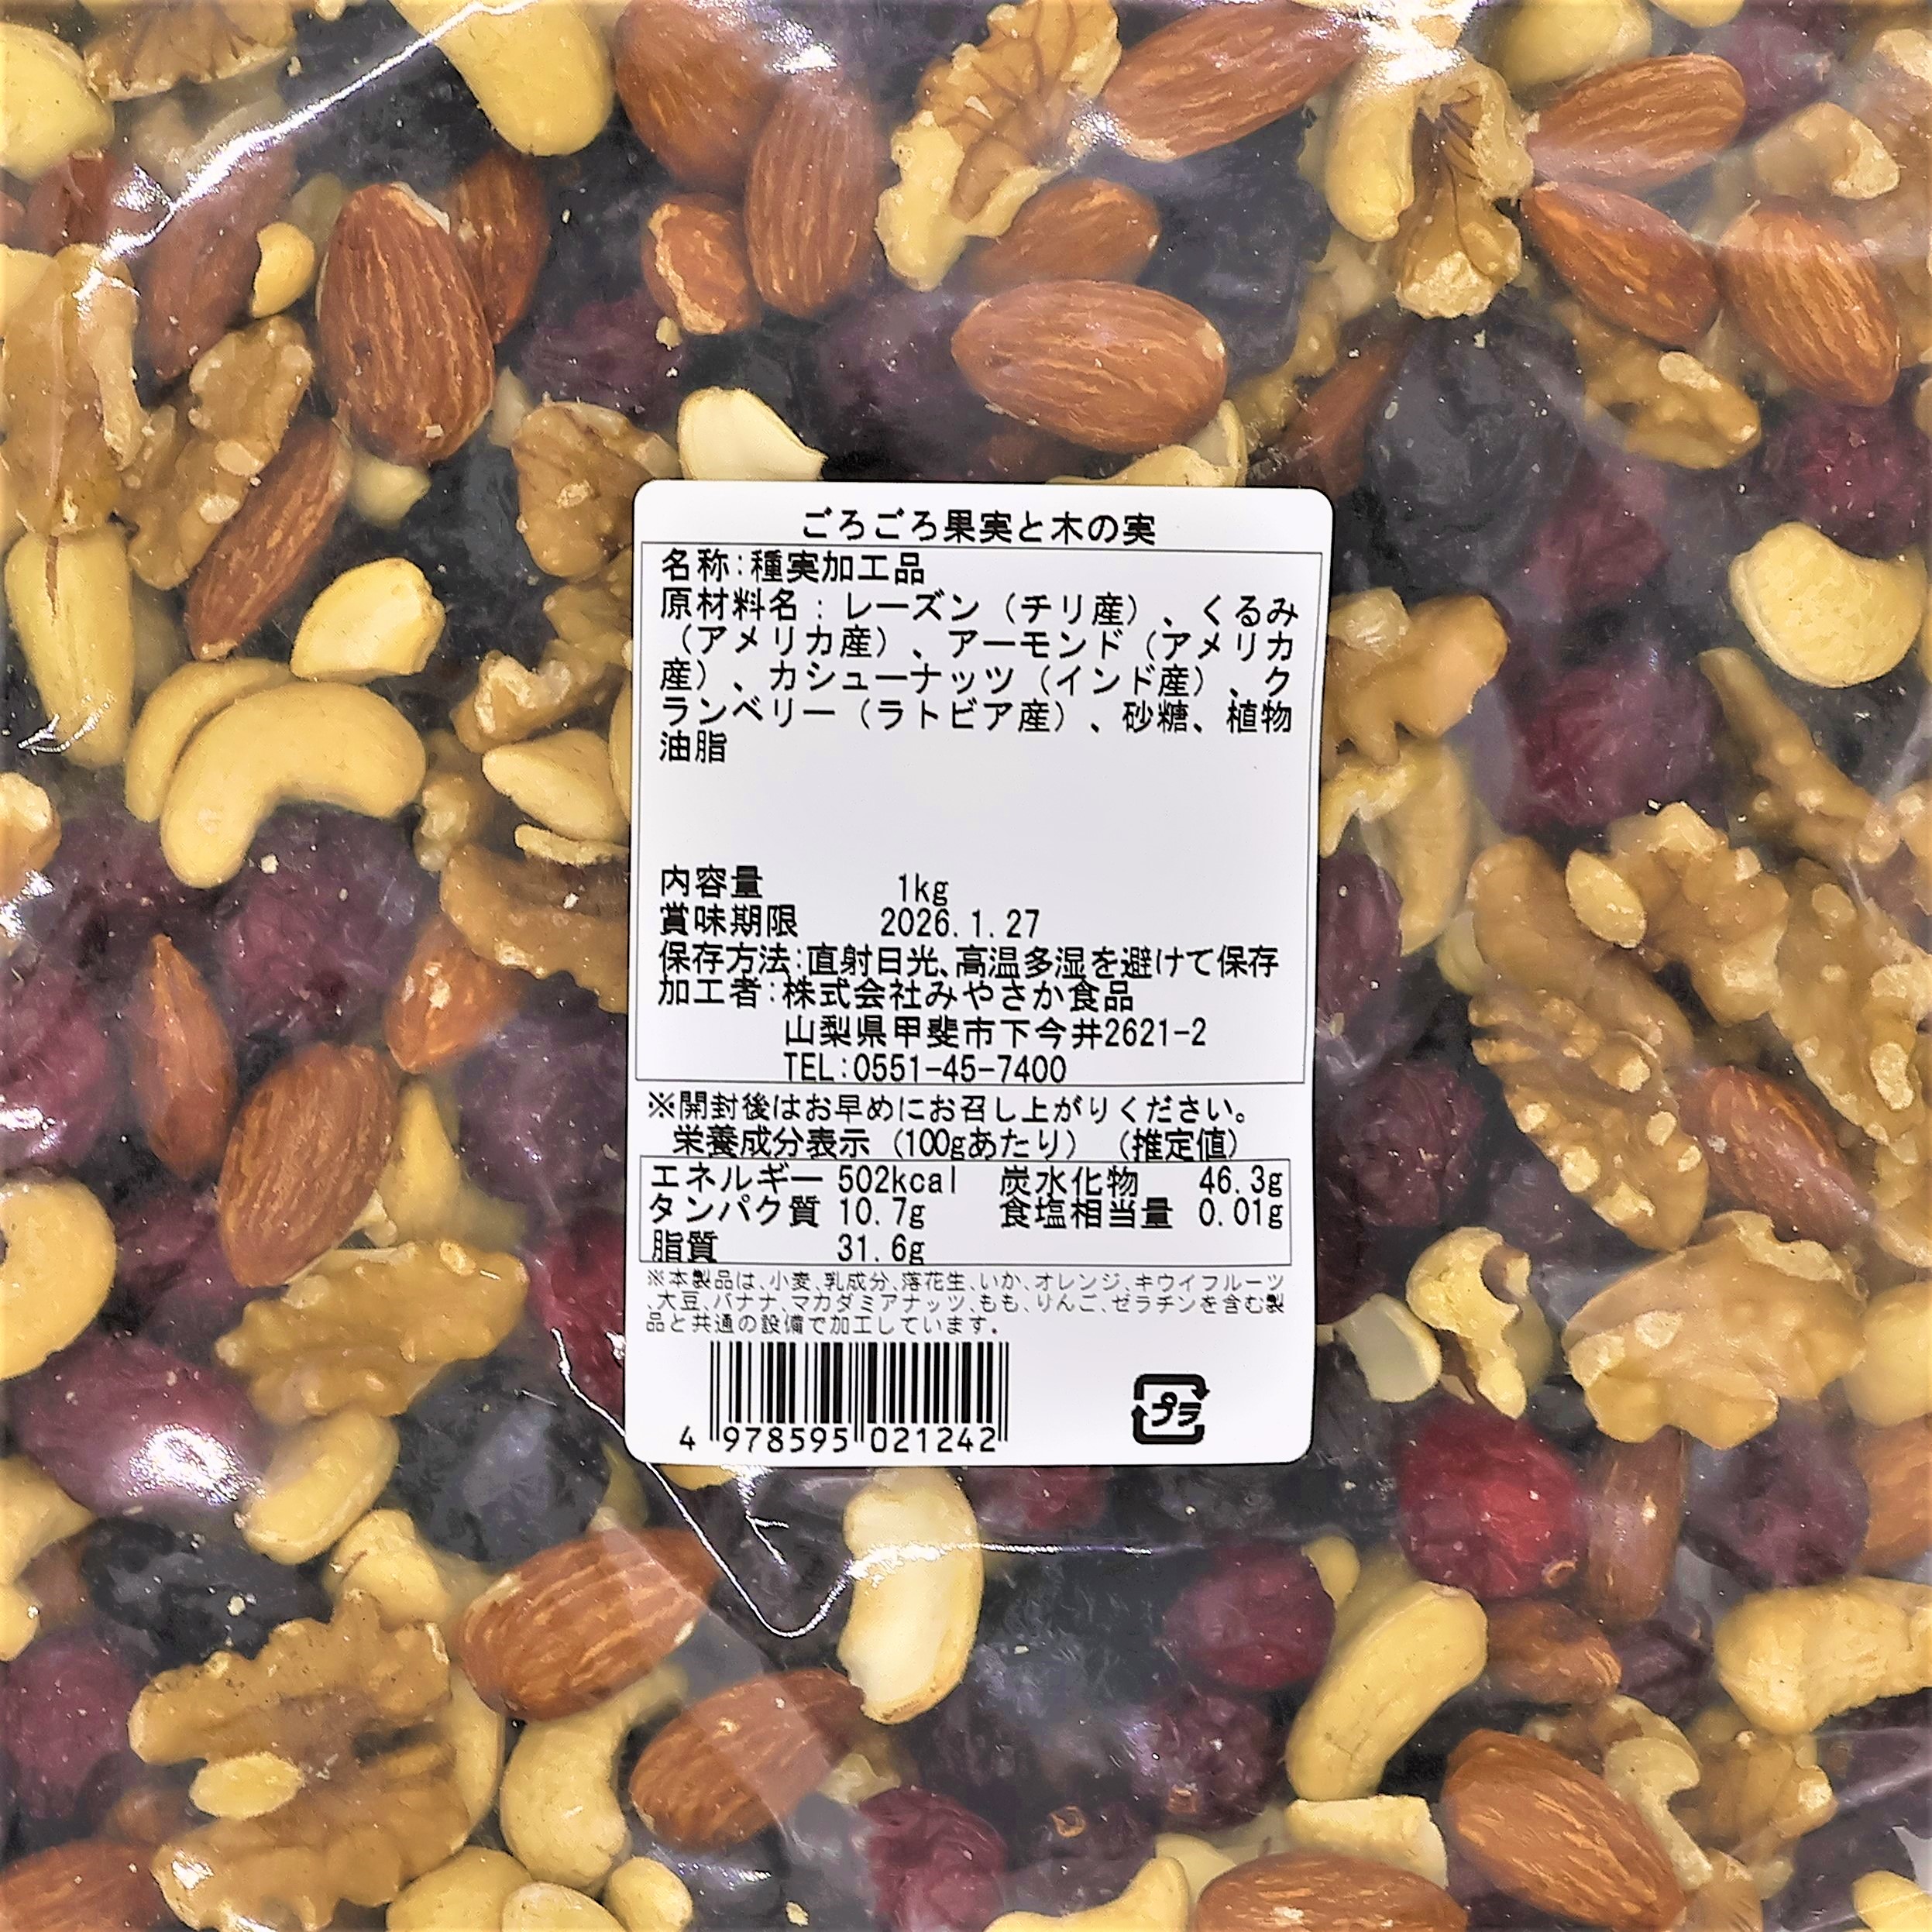 ごろごろ果実と木の実
名称:種実加工品
原材料名:レーズン(チリ産)、くるみ
(アメリカ産)、アーモンド(アメリカ
産)、カシューナッツ(インド産)、ク
ランベリー(ラトビア産)、砂糖、植物
油脂
内容量 1kg
賞味期限 2026.1.27
保存方法:直射日光、高温多湿を避けて保存
加工者:株式会社みやさか食品
山梨県甲斐市下今井2621-2
TEL:0551-45-7400
※開封後はお早めにお召し上がりください。
栄養成分表示(100gあたり)(推定値)
エネルギー 502kcal 炭水化物 46.3g
タンパク質 10.7g 食塩相当量 0.01g
脂質 31.6g
※本製品は、小麦、乳成分、落花生、いか、オレンジ、キウイフルーツ
、大豆、バナナ、マカダミアナッツ、もも、りんご、ゼラチンを含む製
品と共通の設備で加工しています。
4 978595 021242
プラ